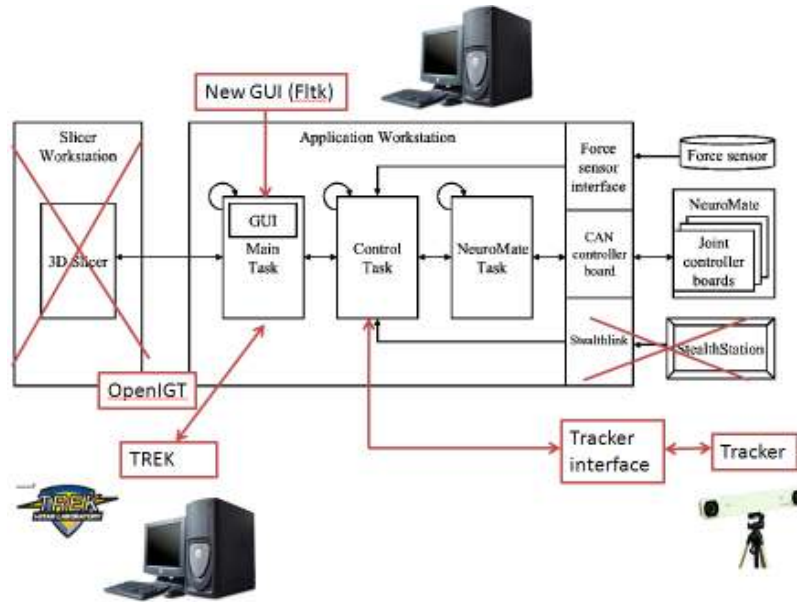 New GUI (Fltk)
Slicer
Workstation
Application Workstation
Force
sensor
interface
Force sensor
3D Slicer
GUI
Main
Task
Control
Task
NeuroMate
Task
CAN
controller
board
NeuroMate
Joint
controller
boards
Stealthlink
StealthStation
OpenIGT
TREK
Tracker
interface
Tracker
TREK